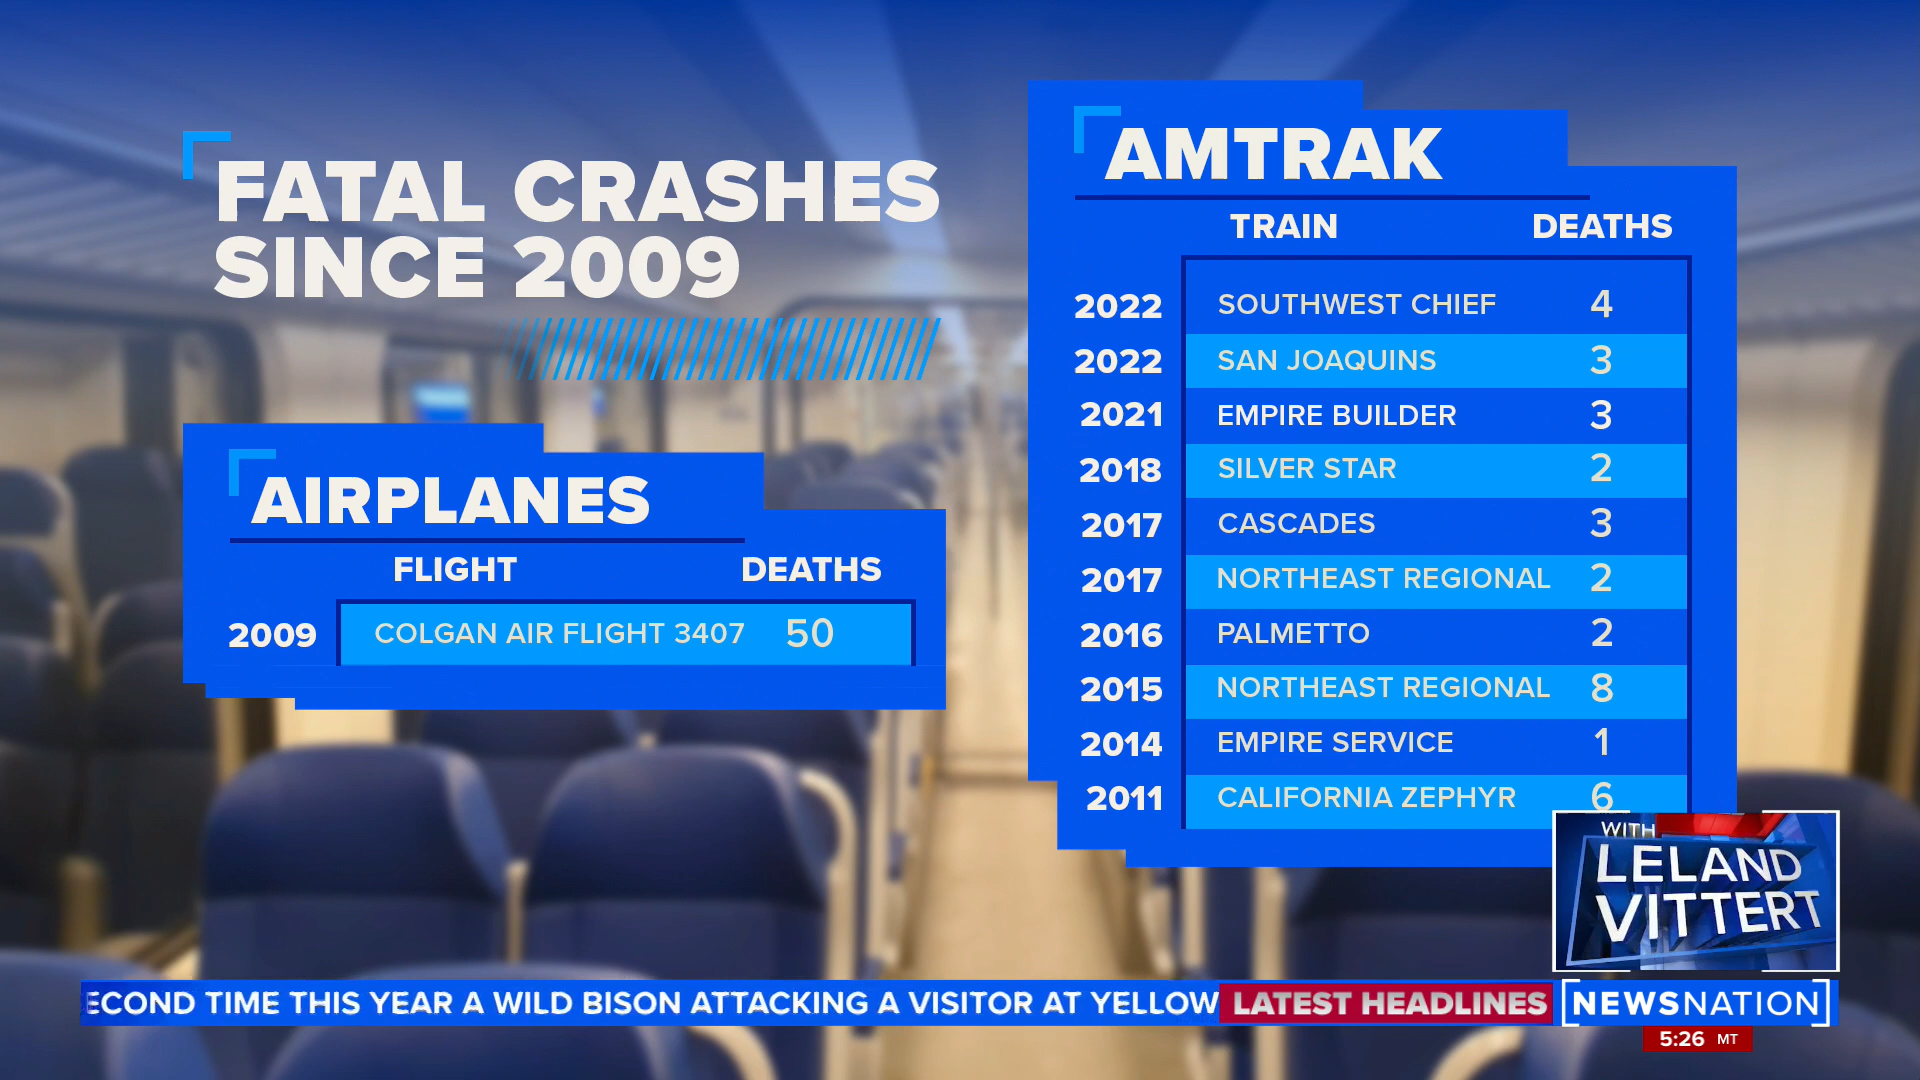 FATAL CRASHES
SINCE 2009
AIRPLANES
FLIGHT DEATHS
2009 COLGAN AIR FLIGHT 3407 50
AMTRAK
TRAIN DEATHS
2022 SOUTHWEST CHIEF 4
2022 SAN JOAQUINS 3
2021 EMPIRE BUILDER 3
2018 SILVER STAR 2
2017 CASCADES 3
2017 NORTHEAST REGIONAL 2
2016 PALMETTO 2
2015 NORTHEAST REGIONAL 8
2014 EMPIRE SERVICE 1
2011 CALIFORNIA ZEPHYR 6
WITH
LELAND
VITTERT
ECOND TIME THIS YEAR A WILD BISON ATTACKING A VISITOR AT YELLOW LATEST HEADLINES NEWSNATION
5:26 MT